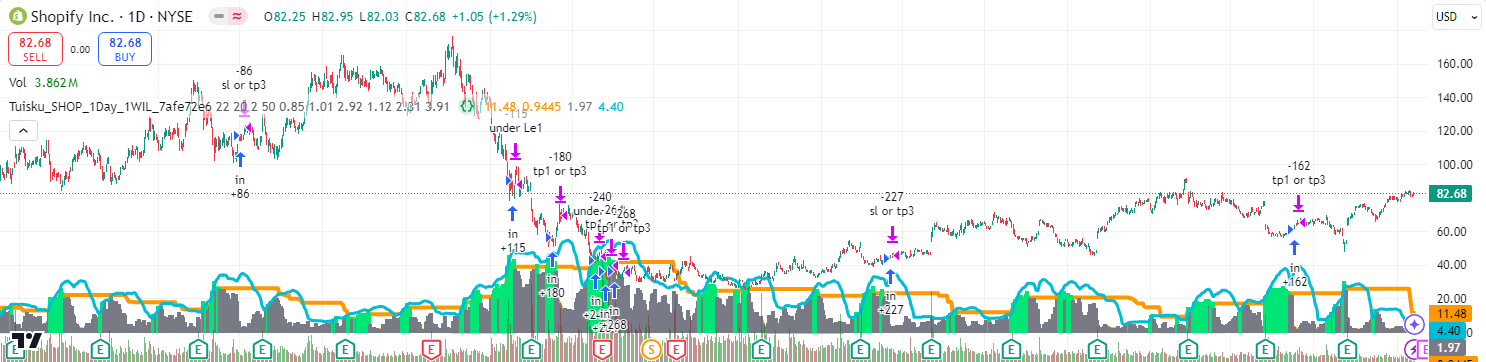 Shopify Inc. · 1D · NYSE O82.25 H82.95 L82.03 C82.68 +1.05 (+1.29%)
USD
82.68
SELL
0.00
82.68
BUY
Vol 3.862M
Tuisku_SHOP_1Day_1WIL_7afe72e6 22 20 2 50 0.85 1.01 2.92 1.12 2.31 3.91 11.48 0.9445 1.97 4.40
-86
sl or tp3
in
+86
-115
under Le1
in
+115
-180
tp1 or tp3
in
+180
-240
-268
tp1 or tp3
in
+268
-227
sl or tp3
in
+227
-162
tp1 or tp3
in
+162
160.00
140.00
120.00
100.00
82.68
60.00
40.00
20.00
11.48
4.40
0
1.97
E
E
E
E
E
E
E
S
E
E
E
E
E
E
E
E
E
E